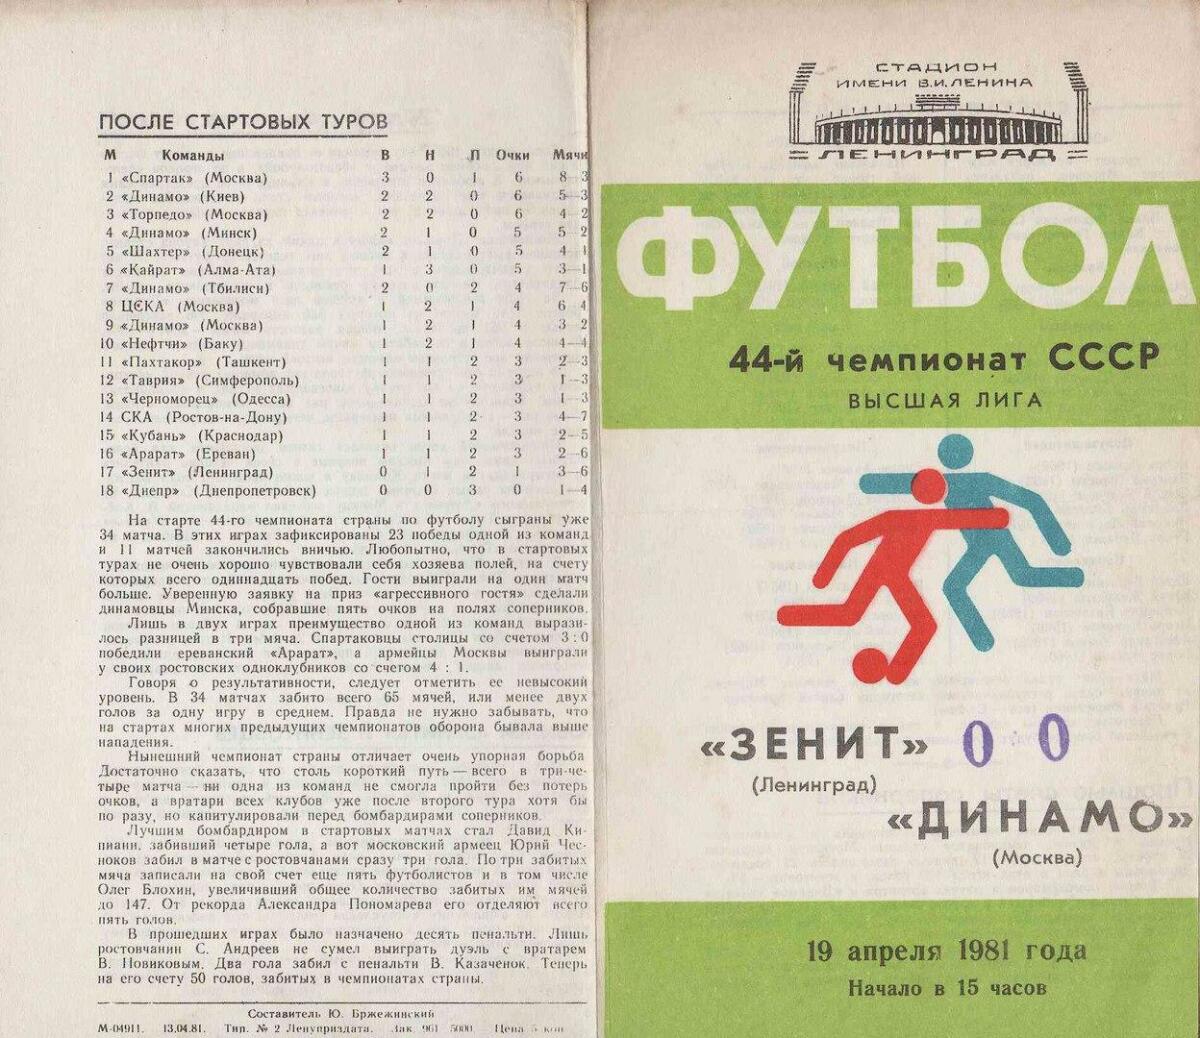 ПОСЛЕ СТАРТОВЫХ ТУРОВ
М Команды В Н П Очки Мячи
1 «Спартак» (Москва) 3 0 1 6 8—3
2 «Динамо» (Киев) 2 2 0 6 5—3
3 «Торпедо» (Москва) 2 2 0 6 4—2
4 «Динамо» (Минск) 2 1 0 5 5—2
5 «Шахтер» (Донецк) 2 1 0 5 4—1
6 «Кайрат» (Алма-Ата) 1 3 0 5 3—1
7 «Динамо» (Тбилиси) 2 0 2 4 7—6
8 ЦСКА (Москва) 1 2 1 4 6—4
9 «Динамо» (Москва) 1 2 1 4 3—2
10 «Нефтчи» (Баку) 1 2 1 4 4—4
11 «Пахтакор» (Ташкент) 1 1 2 3 2—3
12 «Таврия» (Симферополь) 1 1 2 3 1—3
13 «Черноморец» (Одесса) 1 1 2 3 1—3
14 СКА (Ростов-на-Дону) 1 1 2 3 4—7
15 «Кубань» (Краснодар) 1 1 2 3 2—5
16 «Арарат» (Ереван) 1 1 2 3 2—6
17 «Зенит» (Ленинград) 0 1 2 1 3—6
18 «Днепр» (Днепропетровск) 0 0 3 0 1—4
На старте 44-го чемпионата страны по футболу сыграны уже
34 матча. В этих играх зафиксированы 23 победы одной из команд
и 11 матчей закончились вничью. Любопытно, что в стартовых
турах не очень хорошо чувствовали себя хозяева полей, на счету
которых всего одиннадцать побед. Гости выиграли на один матч
больше. Уверенную заявку на приз «агрессивного гостя» сделали
динамовцы Минска, собравшие пять очков на полях соперников.
Лишь в двух играх преимущество одной из команд вырази-
лось разницей в три мяча. Спартаковцы столицы со счетом 3:0
победили ереванский «Арарат», а армейцы Москвы выиграли
у своих ростовских одноклубников со счетом 4 : 1.
Говоря о результативности, следует отметить ее невысокий
уровень. В 34 матчах забито всего 65 мячей, или менее двух
голов за одну игру в среднем. Правда не нужно забывать, что
на стартах многих предыдущих чемпионатов оборона бывала выше
нападения.
Нынешний чемпионат страны отличает очень упорная борьба
Достаточно сказать, что столь короткий путь — всего в три-че-
тыре матча — ни одна из команд не смогла пройти без потерь
очков, а вратари всех клубов уже после второго тура хотя бы
по разу, но капитулировали перед бомбардирами соперников.
Лучшим бомбардиром в стартовых матчах стал Давид Ки-
пиани, забивший четыре гола, а вот московский армеец Юрий Чес-
ноков забил в матче с ростовчанами сразу три гола. По три забитых
мяча записали на свой счет еще пять футболистов и в том числе
Олег Блохин, увеличивший общее количество забитых им мячей
до 147. От рекорда Александра Пономарева его отделяют всего
пять голов.
В прошедших играх было назначено десять пенальти. Лишь
ростовчанин С. Андреев не сумел выиграть дуэль с вратарем
В. Новиковым. Два гола забил с пенальти В. Казаченок. Теперь
на его счету 50 голов, забитых в чемпионатах страны.
Составитель Ю. Бржежинский
М-04911. 13.04.81. Тип. № 2 Ленуприздата. Зак 961 5000 Цена 5 коп
СТАДИОН
ИМЕНИ В.И.ЛЕНИНА
ЛЕНИНГРАД
ФУТБОЛ
44-й чемпионат СССР
ВЫСШАЯ ЛИГА
«ЗЕНИТ» 0 0
(Ленинград)
«ДИНАМО»
(Москва)
19 апреля 1981 года
Начало в 15 часов